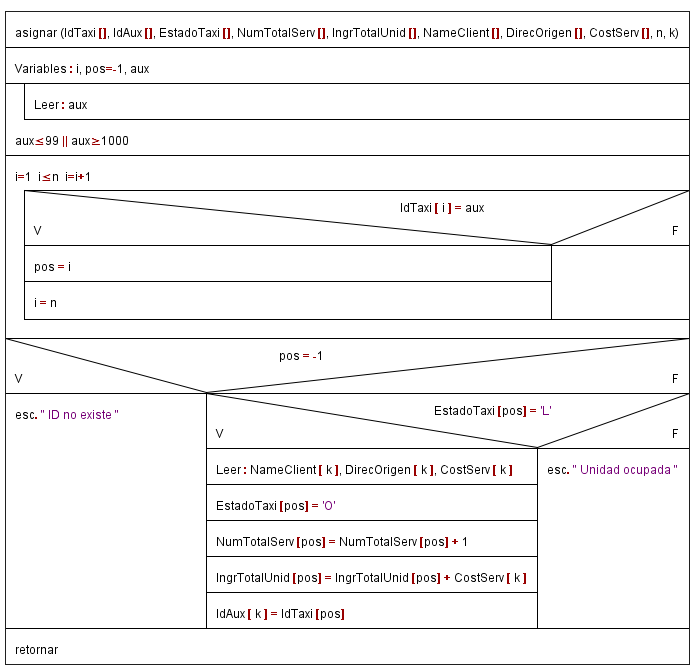 asignar (IdTaxi [], IdAux [], EstadoTaxi [], NumTotalServ [], IngrTotalUnid [], NameClient [], DirecOrigen [], CostServ [], n, k)
Variables : i, pos=-1, aux
Leer : aux
aux≤99 || aux≥1000
i=1 i≤n i=i+1
IdTaxi [ i ] = aux
V F
pos = i
i = n
pos = -1
V F
esc. " ID no existe "
EstadoTaxi [pos] = 'L'
V F
Leer : NameClient [ k ], DirecOrigen [ k ], CostServ [ k ]
esc. " Unidad ocupada "
EstadoTaxi [pos] = 'O'
NumTotalServ [pos] = NumTotalServ [pos] + 1
IngrTotalUnid [pos] = IngrTotalUnid [pos] + CostServ [ k ]
IdAux [ k ] = IdTaxi [pos]
retornar